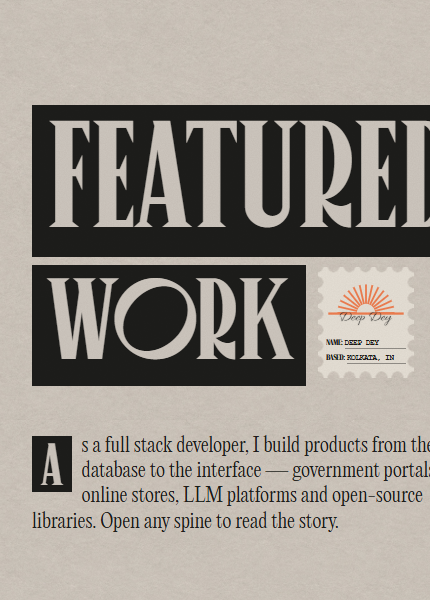 FEATURED
WORK
Deep Dey
NAME: DEEP DEY
BASED: KOLKATA, IN
As a full stack developer, I build products from the
database to the interface — government portals
online stores, LLM platforms and open-source
libraries. Open any spine to read the story.